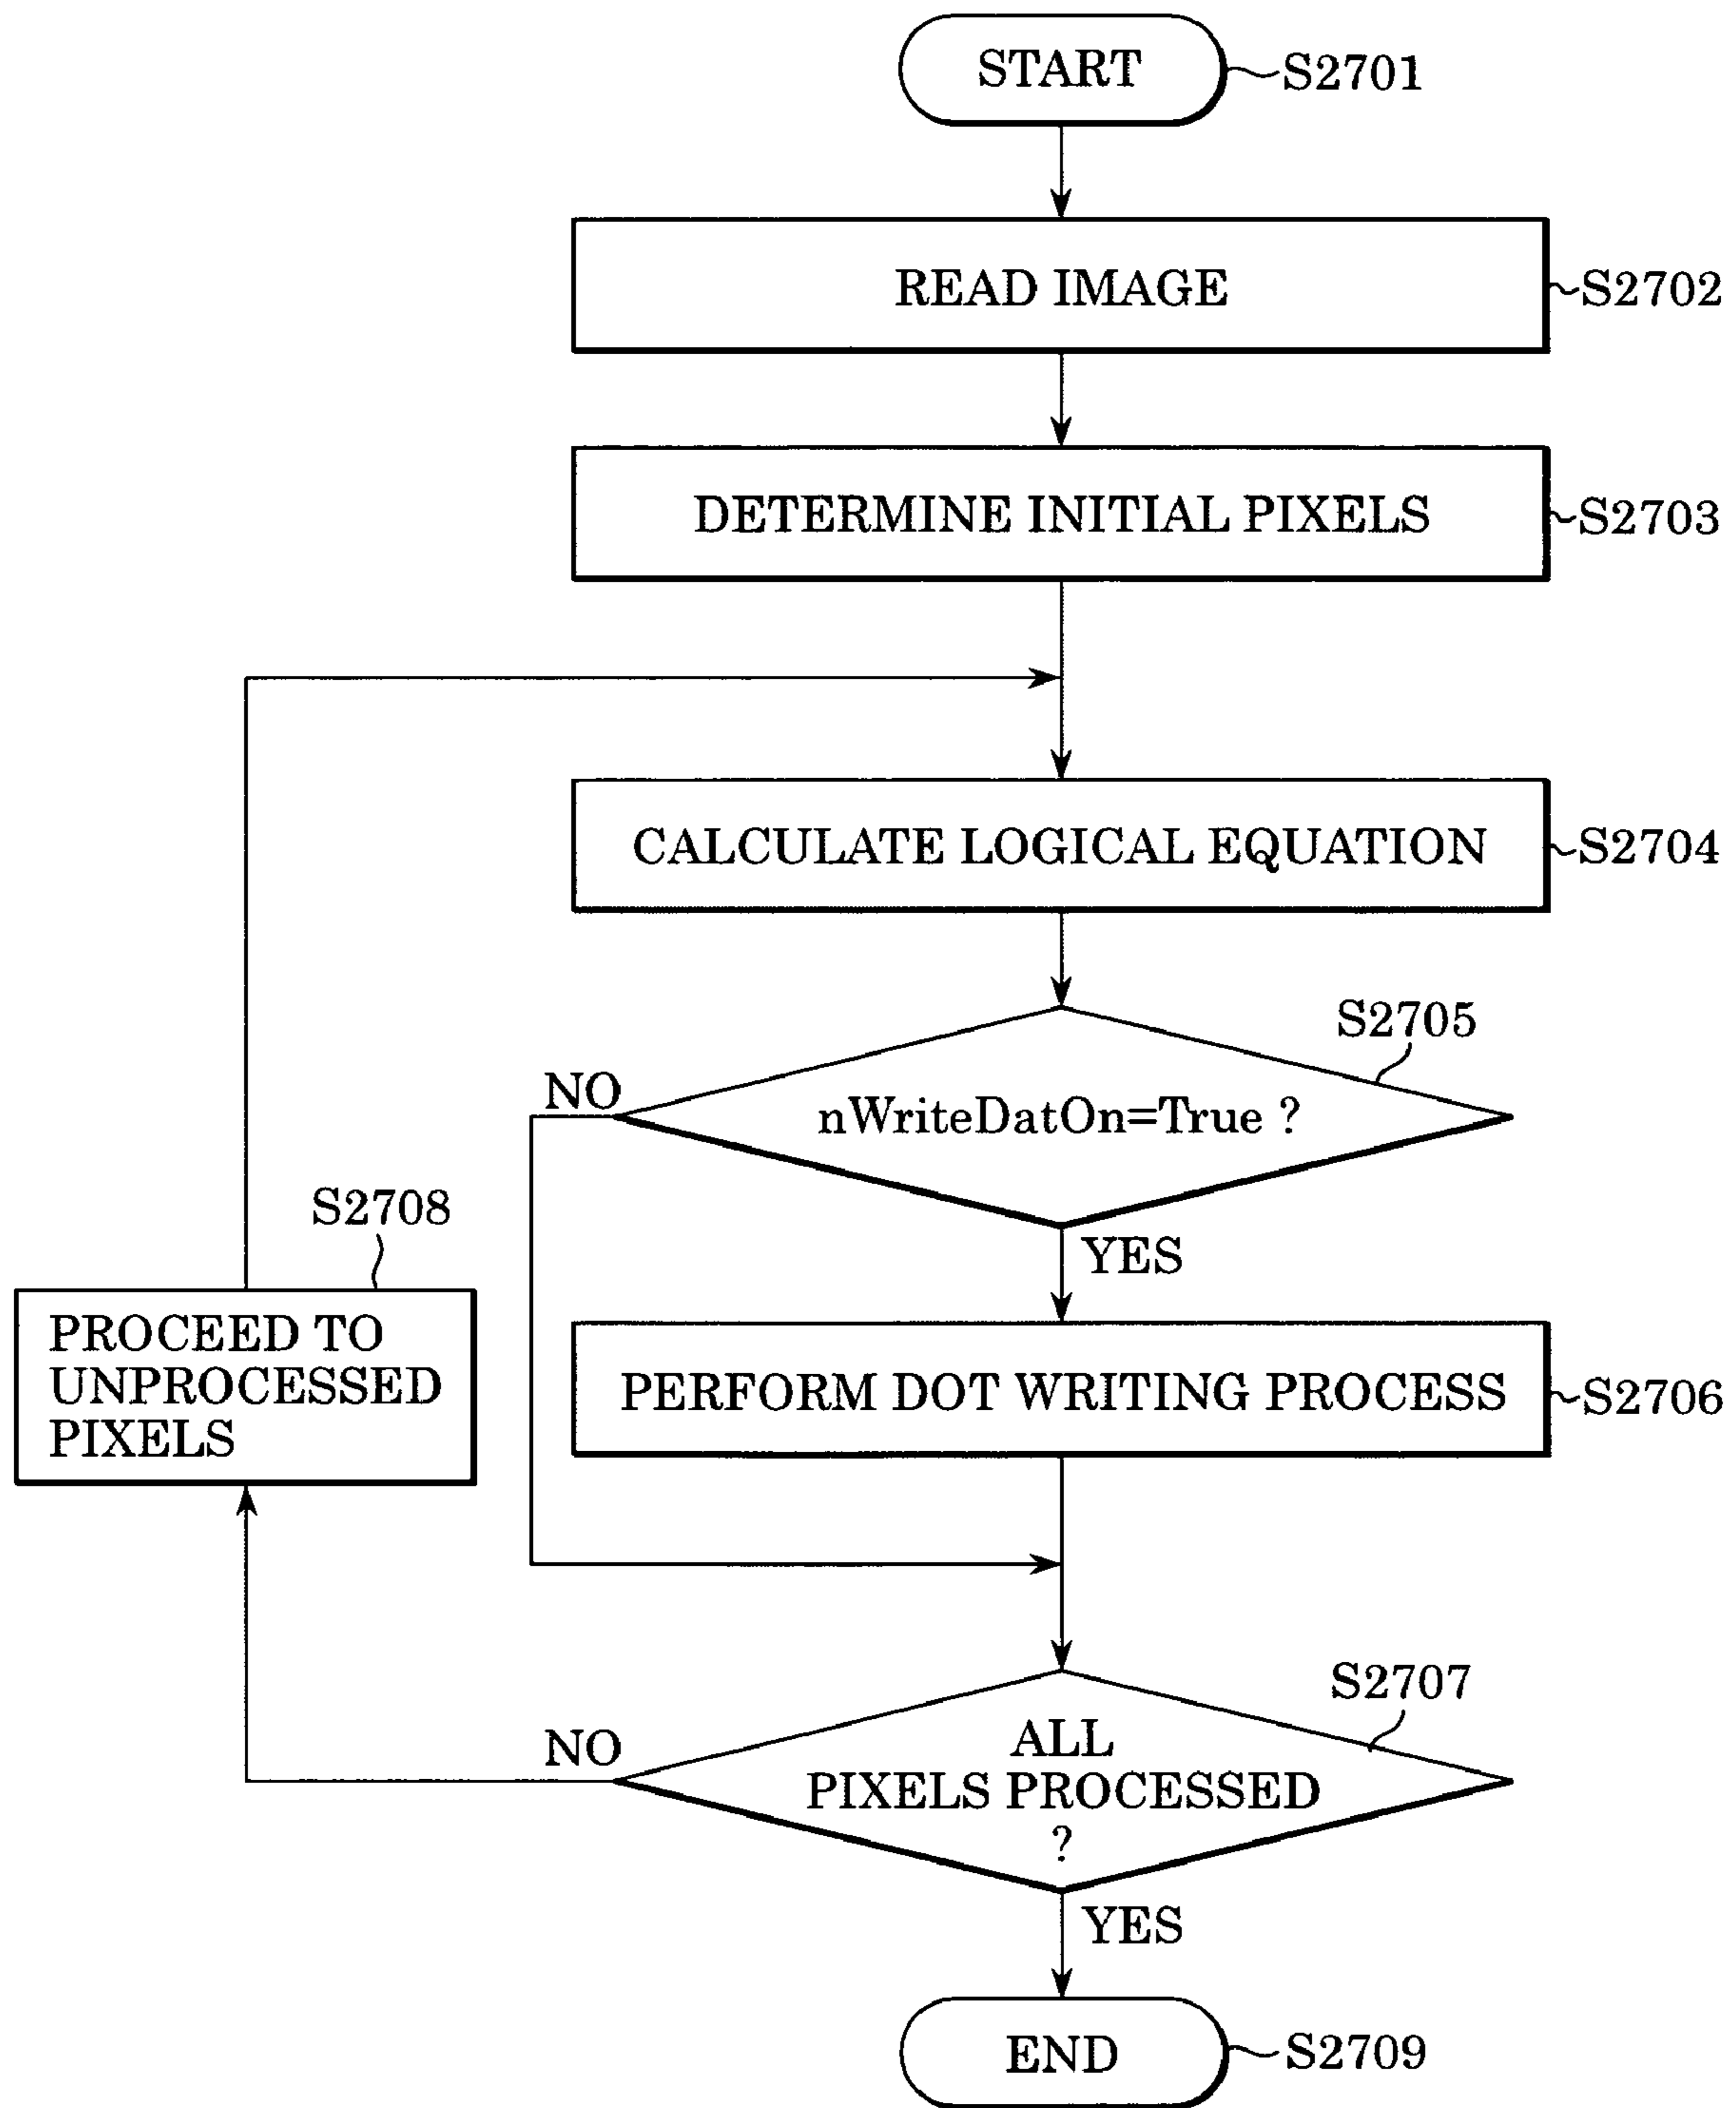 START
S2701
READ IMAGE
S2702
DETERMINE INITIAL PIXELS
S2703
CALCULATE LOGICAL EQUATION
S2704
S2705
NO
nWriteDatOn=True ?
YES
S2708
PROCEED TO
UNPROCESSED
PIXELS
PERFORM DOT WRITING PROCESS
S2706
S2707
NO
ALL
PIXELS PROCESSED
?
YES
END
S2709